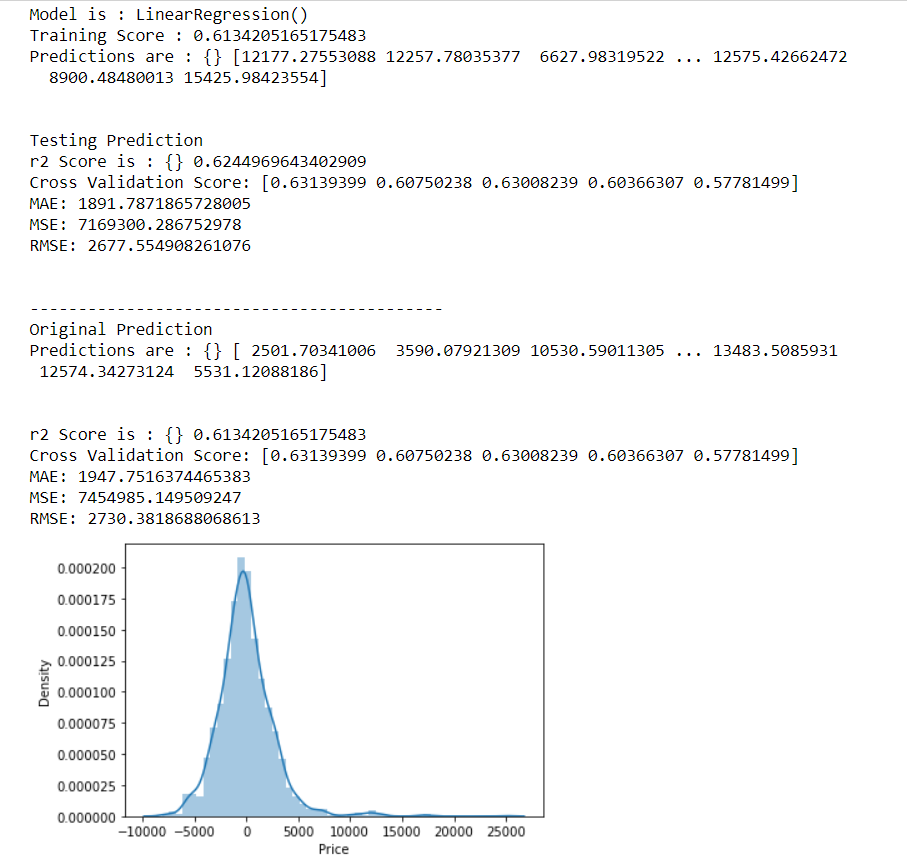 Model is : LinearRegression()
Training Score : 0.6134205165175483
Predictions are : {} [12177.27553088 12257.78035377  6627.98319522 ... 12575.42662472
  8900.48480013 15425.98423554]
Testing Prediction
r2 Score is : {} 0.6244969643402909
Cross Validation Score: [0.63139399 0.60750238 0.63008239 0.60366307 0.57781499]
MAE: 1891.7871865728005
MSE: 7169300.286752978
RMSE: 2677.554908261076
-------------------------------------------
Original Prediction
Predictions are : {} [ 2501.70341006  3590.07921309 10530.59011305 ... 13483.5085931
 12574.34273124  5531.12088186]
r2 Score is : {} 0.6134205165175483
Cross Validation Score: [0.63139399 0.60750238 0.63008239 0.60366307 0.57781499]
MAE: 1947.7516374465383
MSE: 7454985.149509247
RMSE: 2730.3818688068613
0.000200
0.000175
0.000150
0.000125
0.000100
0.000075
0.000050
0.000025
0.000000
Density
−10000 −5000 0 5000 10000 15000 20000 25000
Price